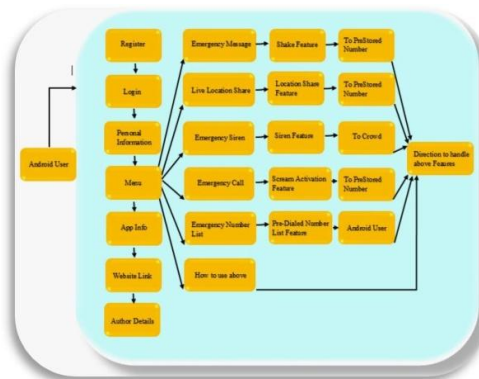 Register
Emergency Message
Shake Feature
To PreStored
Number
Login
Live Location Share
Location Share
Feature
To PreStored
Number
Personal
Information
Emergency Siren
Siren Feature
To Crowd
Android User
Direction to handle
above Features
Menu
Emergency Call
Scream Activation
Feature
To PreStored
Number
App Info
Emergency Number
List
Pre-Dialed Number
List Feature
Android User
Website Link
How to use above
Author Details